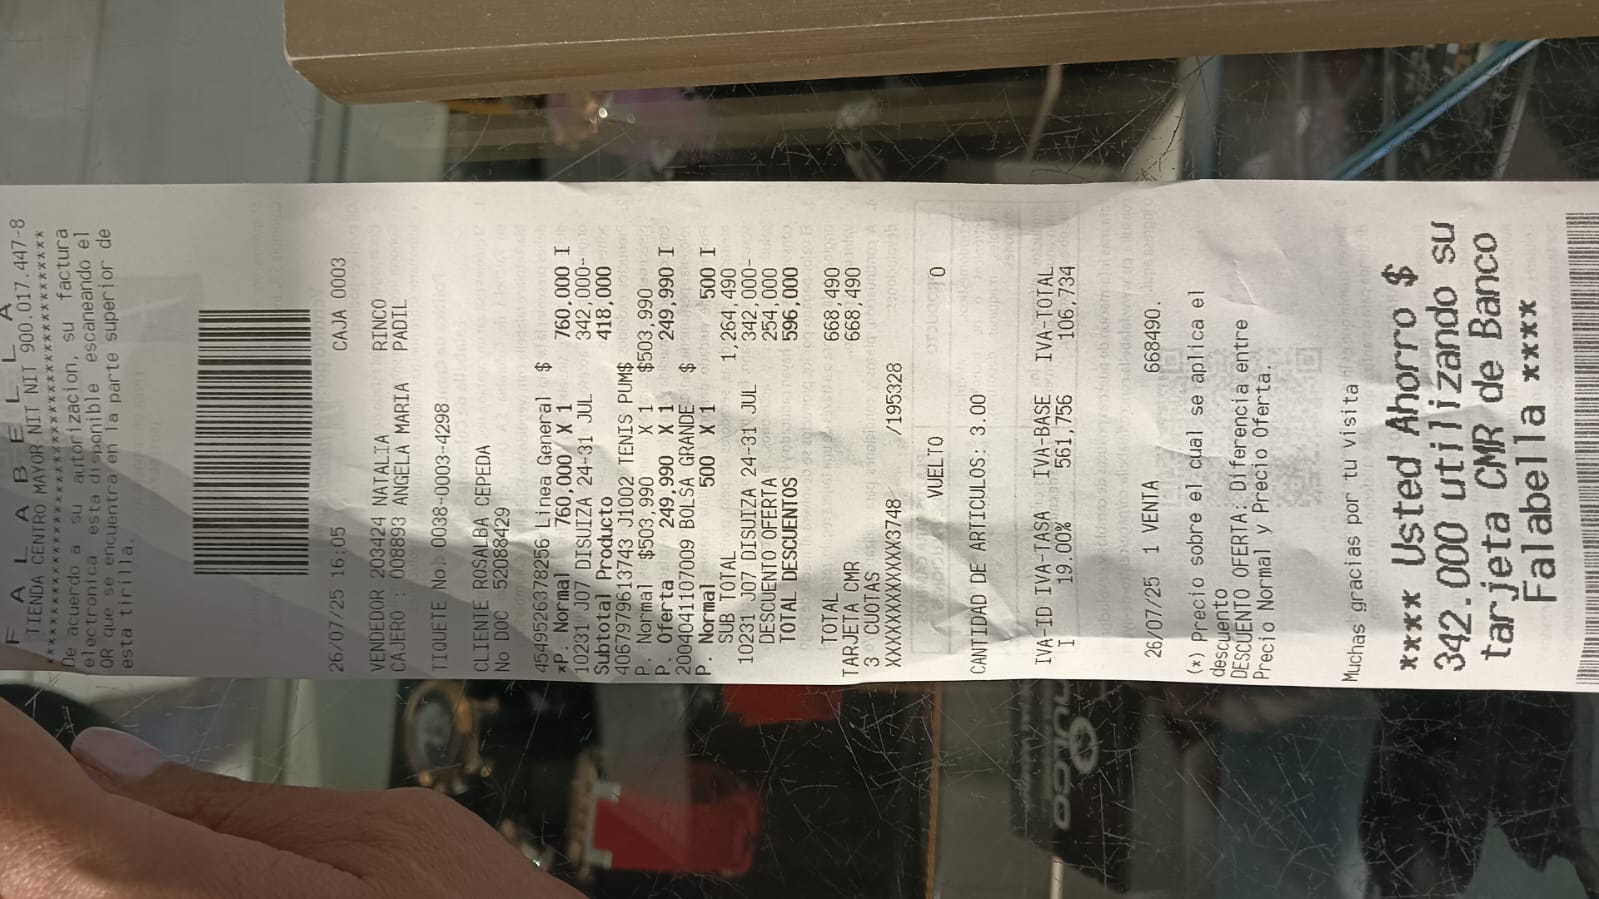 F A L A B E L L A
TIENDA CENTRO MAYOR NIT NIT 900.017.447-8
****************************************
De acuerdo a su autorizacion, su factura
electronica esta disponible escaneando el
QR que se encuentra en la parte superior de
esta tirilla.
26/07/25 16:05 CAJA 0003
VENDEDOR 203424 NATALIA RINCO
CAJERO : 008893 ANGELA MARIA PADIL
TIQUETE No.. 0038-0003-4298
CLIENTE ROSALBA CEPEDA
No DOC 52088429
4549526378256 Linea General $
*P. Normal 760,000 X 1 760,000 I
10231 J07 DISUIZA 24-31 JUL 342,000-
Subtotal Producto 418,000
4067979613743 J1002 TENIS PUM$
P. Normal $503,990 X 1 $503,990
P. Oferta 249,990 X 1 249,990 I
2004041107009 BOLSA GRANDE $
P. Normal 500 X 1 500 I
SUB TOTAL 1,264,490
10231 J07 DISUIZA 24-31 JUL 342,000-
DESCUENTO OFERTA 254,000
TOTAL DESCUENTOS 596,000
TOTAL 668,490
TARJETA CMR 668,490
3 CUOTAS
XXXXXXXXXXXX3748 /195328
VUELTO 0
CANTIDAD DE ARTICULOS: 3.00
IVA-ID IVA-TASA IVA-BASE IVA-TOTAL
I 19.00% 561,756 106,734
26/07/25 1 VENTA 668490.
(*) Precio sobre el cual se aplica el
descuento
DESCUENTO OFERTA: Diferencia entre
Precio Normal y Precio Oferta.
Muchas gracias por tu visita
**** Usted Ahorro $
342.000 utilizando su
tarjeta CMR de Banco
Falabella ****